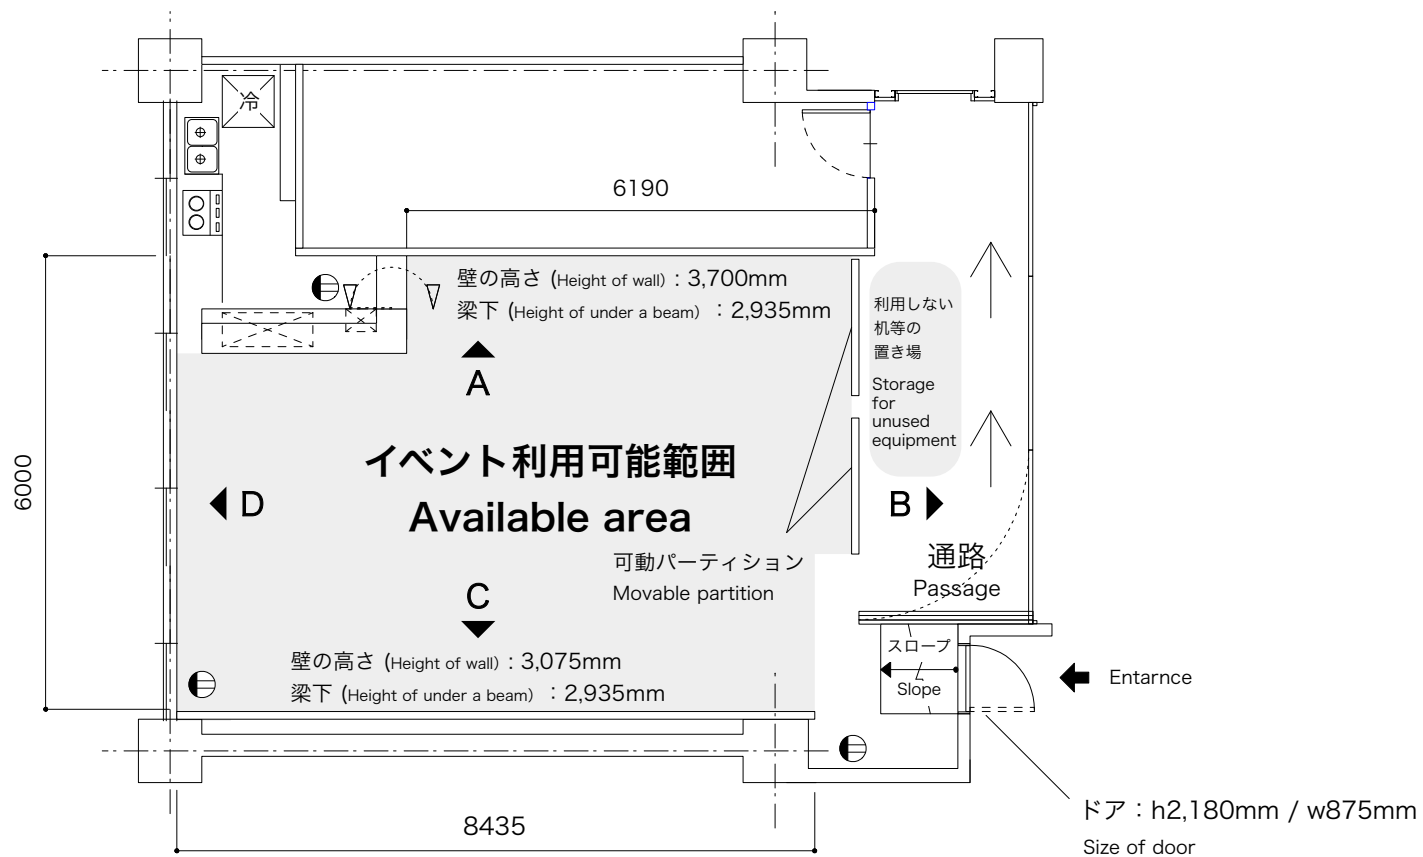 冷
6190
壁の高さ (Height of wall) : 3,700mm
梁下 (Height of under a beam) : 2,935mm
利用しない
机等の
置き場
Storage
for
unused
equipment
A
イベント利用可能範囲
Available area
6000
D
B
可動パーティション
Movable partition
通路
Passage
C
壁の高さ (Height of wall) : 3,075mm
梁下 (Height of under a beam) : 2,935mm
スロープ
Slope
Entarnce
8435
ドア：h2,180mm / w875mm
Size of door